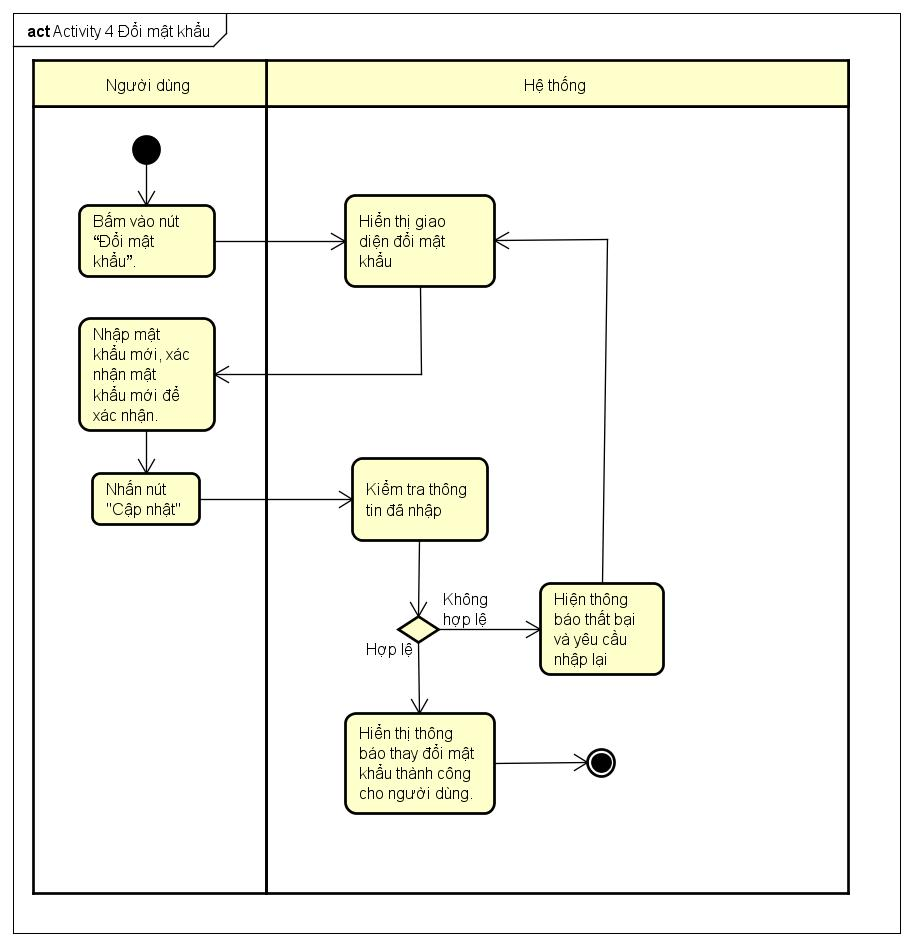 act Activity 4 Đổi mật khẩu
Người dùng
Hệ thống
Bấm vào nút
“Đổi mật
khẩu”.
Hiển thị giao
diện đổi mật
khẩu
Nhập mật
khẩu mới, xác
nhận mật
khẩu mới để
xác nhận.
Nhấn nút
"Cập nhật"
Kiểm tra thông
tin đã nhập
Không
hợp lệ
Hợp lệ
Hiện thông
báo thất bại
và yêu cầu
nhập lại
Hiển thị thông
báo thay đổi mật
khẩu thành công
cho người dùng.